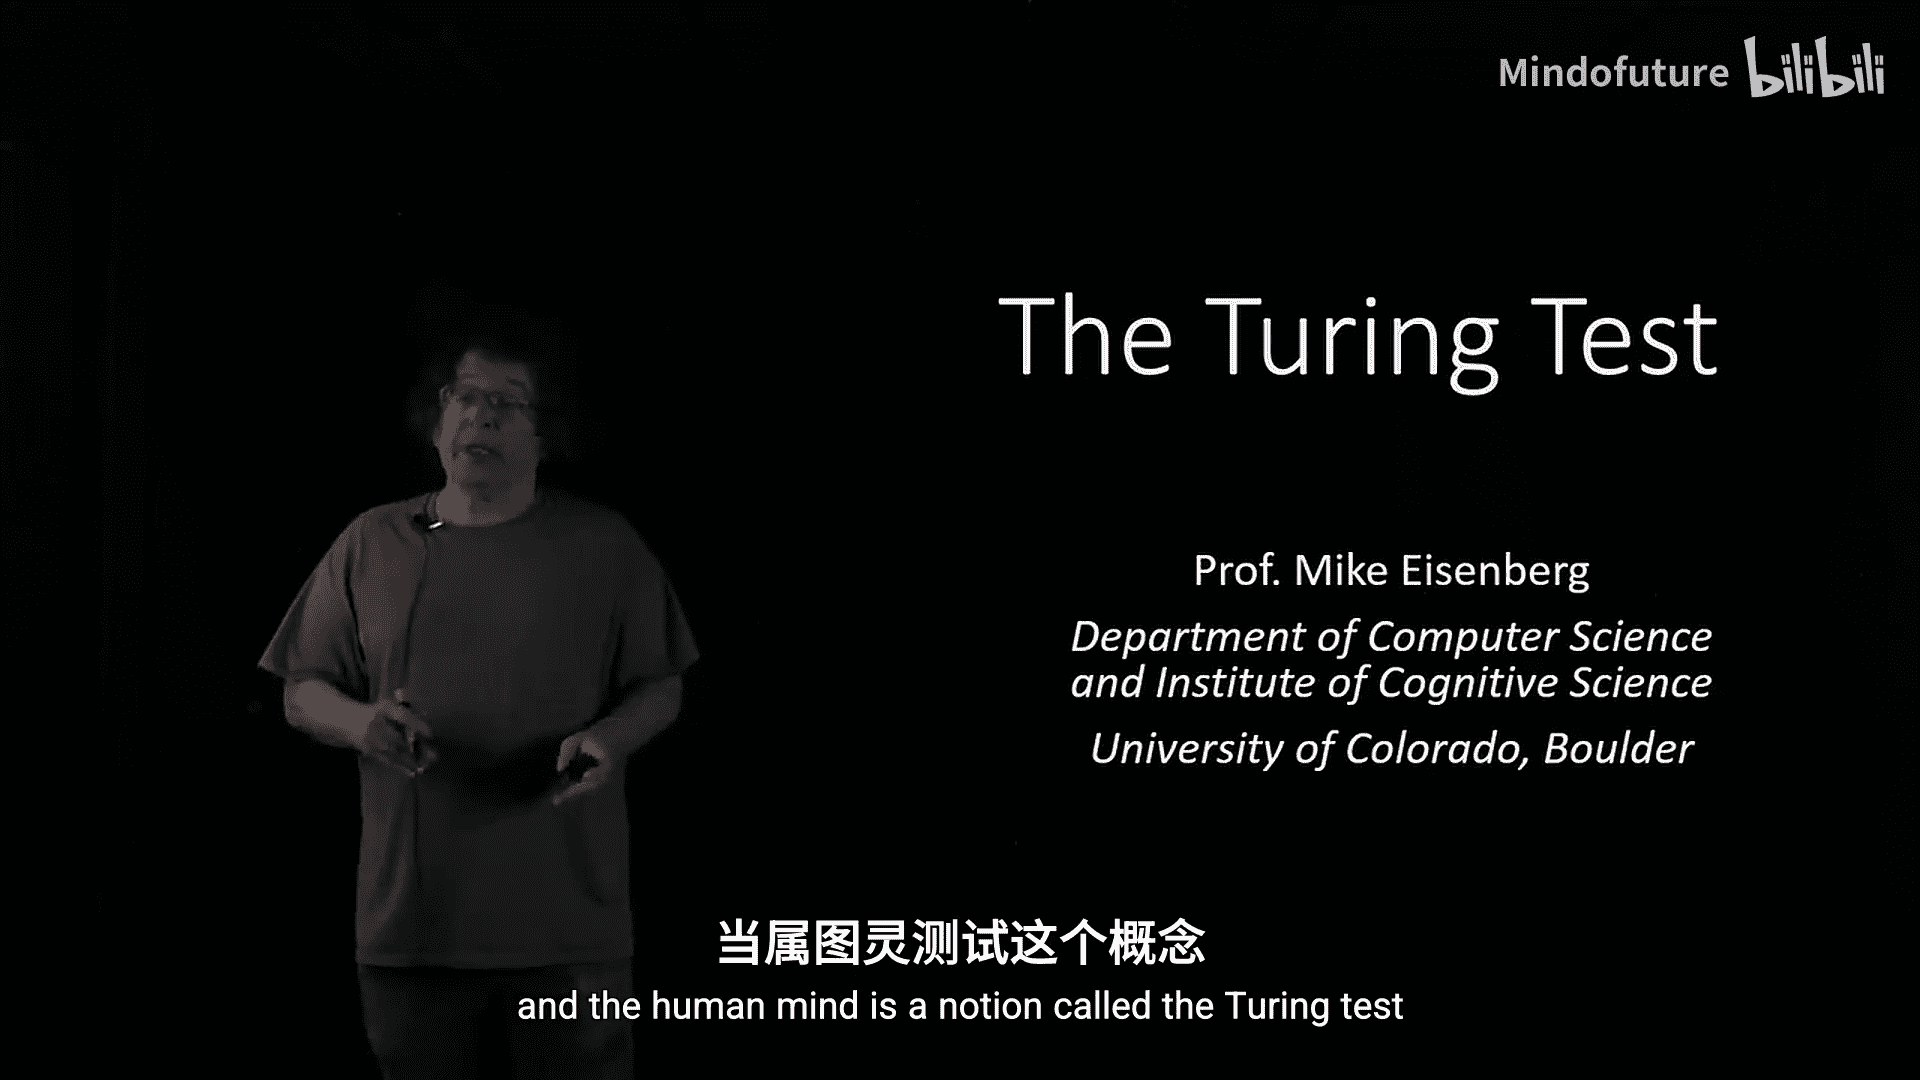 Mindofuture bilibili
The Turing Test
Prof. Mike Eisenberg
Department of Computer Science
and Institute of Cognitive Science
University of Colorado, Boulder
当属图灵测试这个概念
and the human mind is a notion called the Turing test